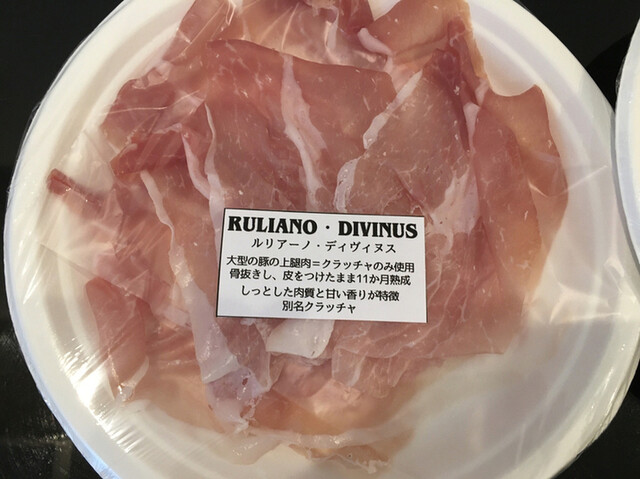 RULIANO・DIVINUS
ルリアーノ・ディヴィヌス
大型の豚の上腿肉＝クラッチャのみ使用
骨抜きし、皮をつけたまま11か月熟成
しっとした肉質と甘い香りが特徴
別名クラッチャ